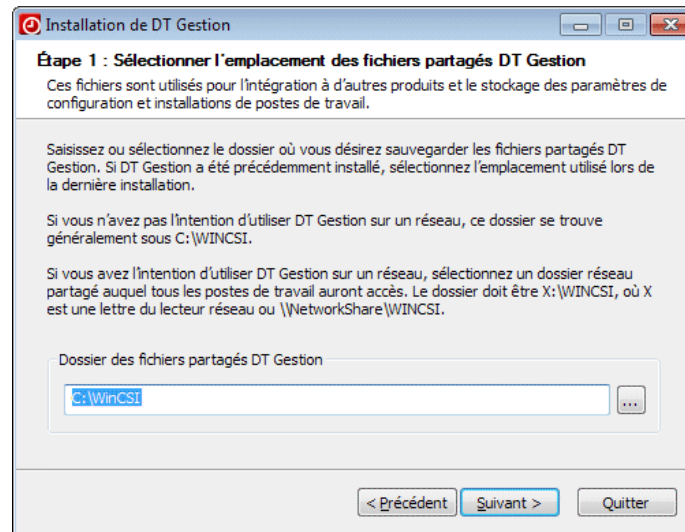 Installation de DT Gestion
Étape 1 : Sélectionner l'emplacement des fichiers partagés DT Gestion
Ces fichiers sont utilisés pour l'intégration à d'autres produits et le stockage des paramètres de
configuration et installations de postes de travail.
Saisissez ou sélectionnez le dossier où vous désirez sauvegarder les fichiers partagés DT
Gestion. Si DT Gestion a été précédemment installé, sélectionnez l'emplacement utilisé lors de
la dernière installation.
Si vous n'avez pas l'intention d'utiliser DT Gestion sur un réseau, ce dossier se trouve
généralement sous C:\WINCSI.
Si vous avez l'intention d'utiliser DT Gestion sur un réseau, sélectionnez un dossier réseau
partagé auquel tous les postes de travail auront accès. Le dossier doit être X:\WINCSI, où X
est une lettre du lecteur réseau ou \\NetworkShare\WINCSI.
Dossier des fichiers partagés DT Gestion
C:\WinCSI
...
< Précédent
Suivant >
Quitter